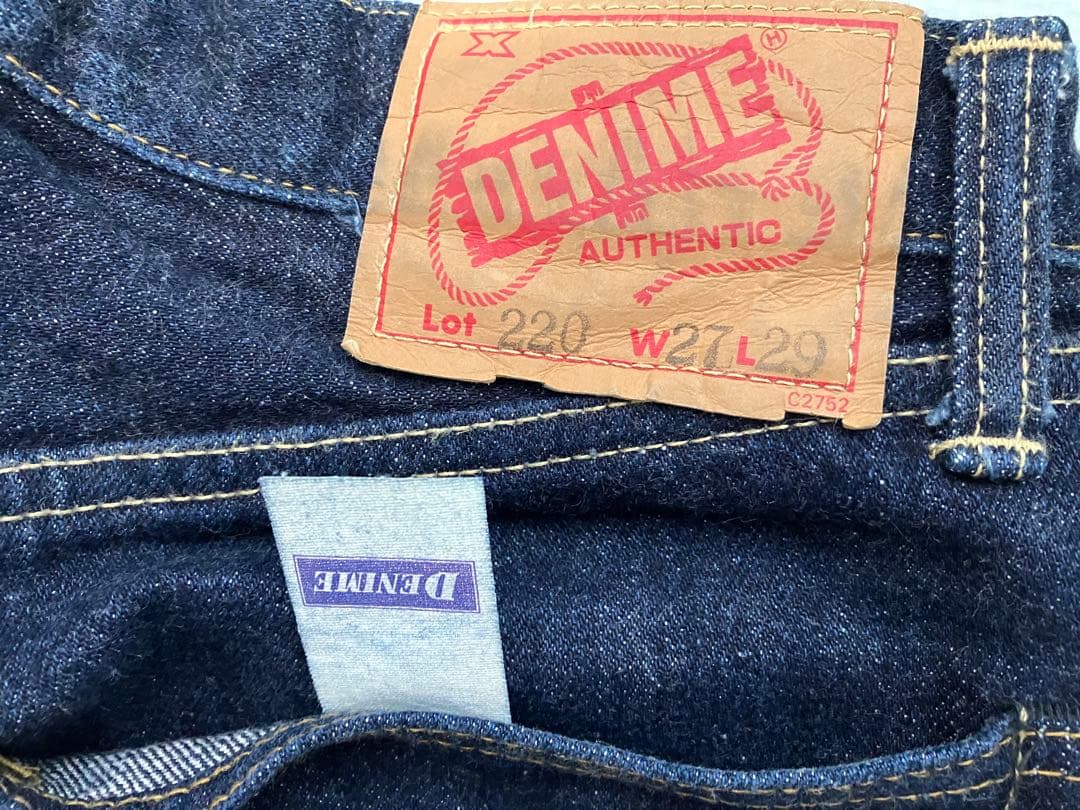 X
Ⓗ
DENIME
AUTHENTIC
Lot 220 W27 L29
C2752
DENIME